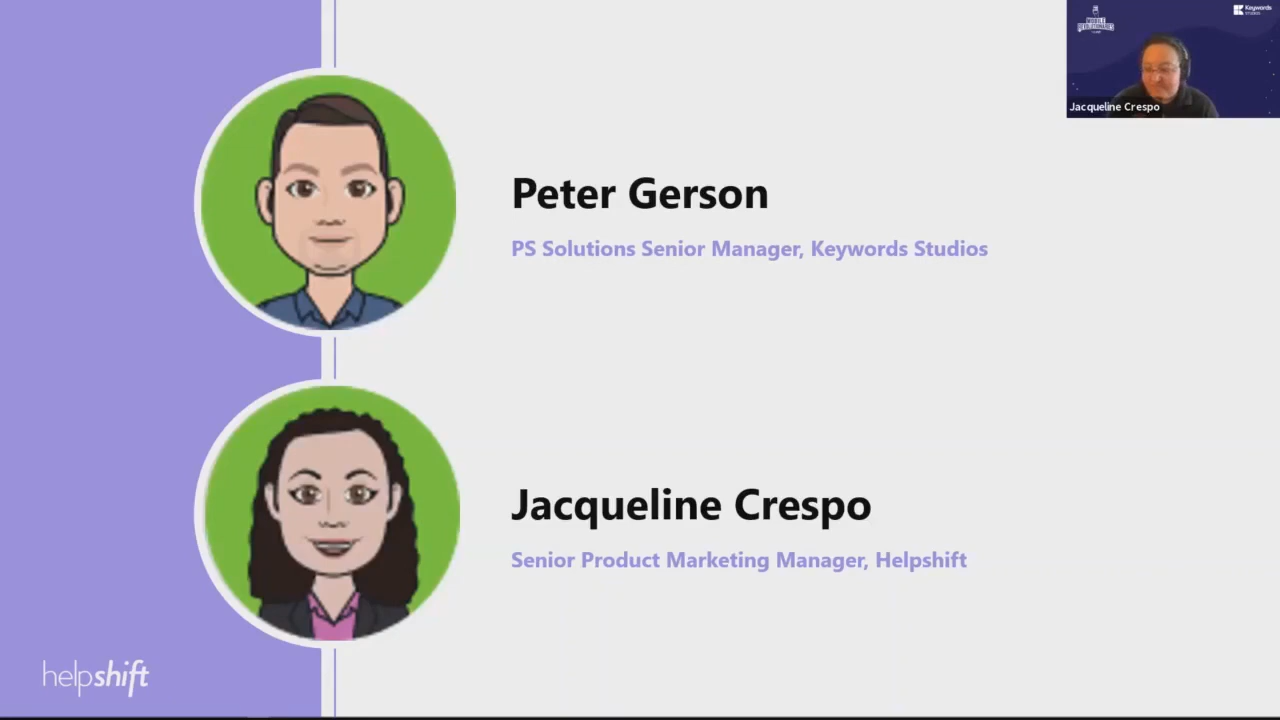 Peter Gerson
PS Solutions Senior Manager, Keywords Studios
Jacqueline Crespo
Senior Product Marketing Manager, Helpshift
helpshift
Keywords
STUDIOS
Jacqueline Crespo